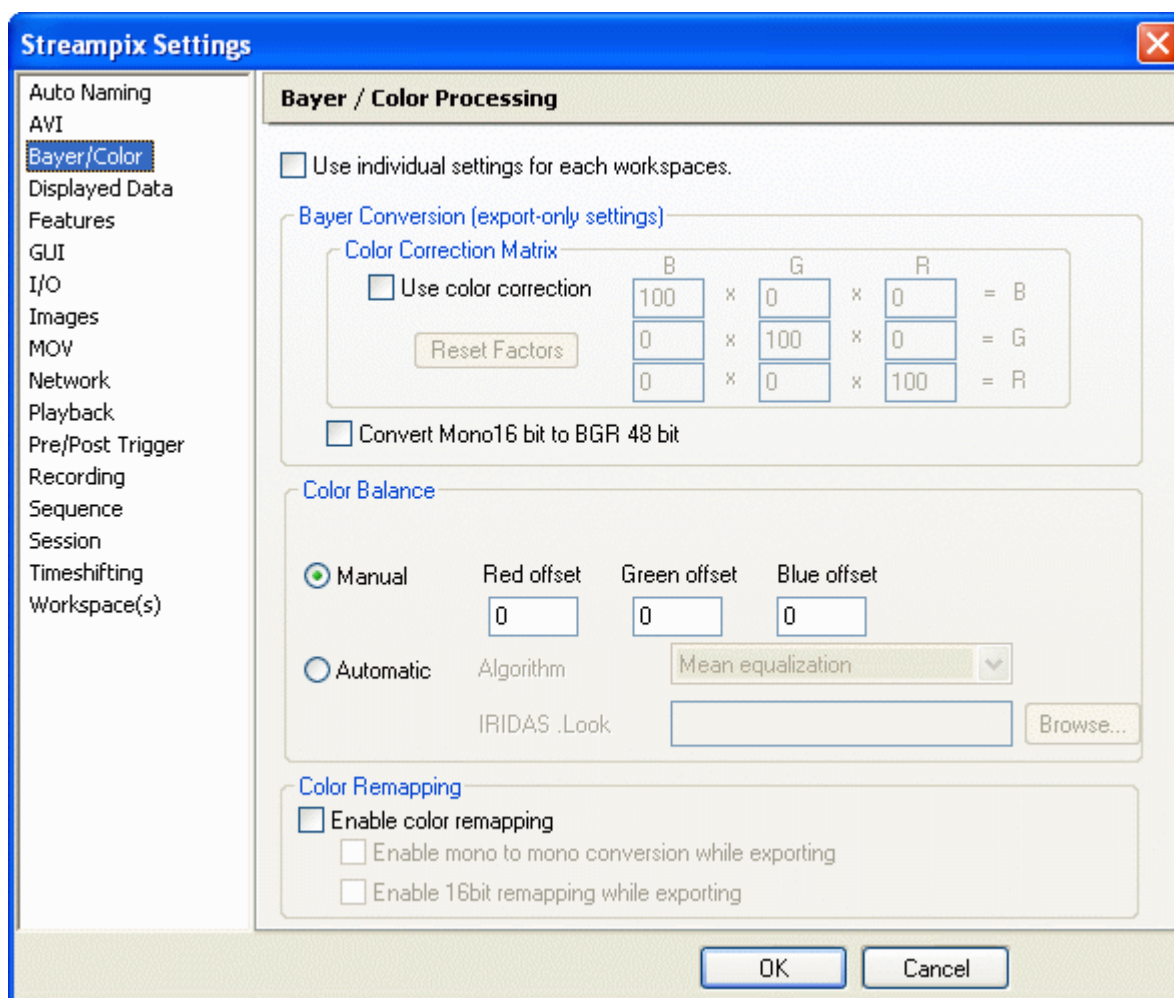 Streampix Settings
Auto Naming
AVI
Bayer/Color
Displayed Data
Features
GUI
I/O
Images
MOV
Network
Playback
Pre/Post Trigger
Recording
Sequence
Session
Timeshifting
Workspace(s)
Bayer / Color Processing
Use individual settings for each workspaces.
Bayer Conversion (export-only settings)
Color Correction Matrix
B G R
Use color correction 100 x 0 x 0 = B
Reset Factors 0 x 100 x 0 = G
0 x 0 x 100 = R
Convert Mono16 bit to BGR 48 bit
Color Balance
Manual Red offset Green offset Blue offset
0 0 0
Automatic Algorithm Mean equalization
IRIDAS .Look Browse...
Color Remapping
Enable color remapping
Enable mono to mono conversion while exporting
Enable 16bit remapping while exporting
OK Cancel